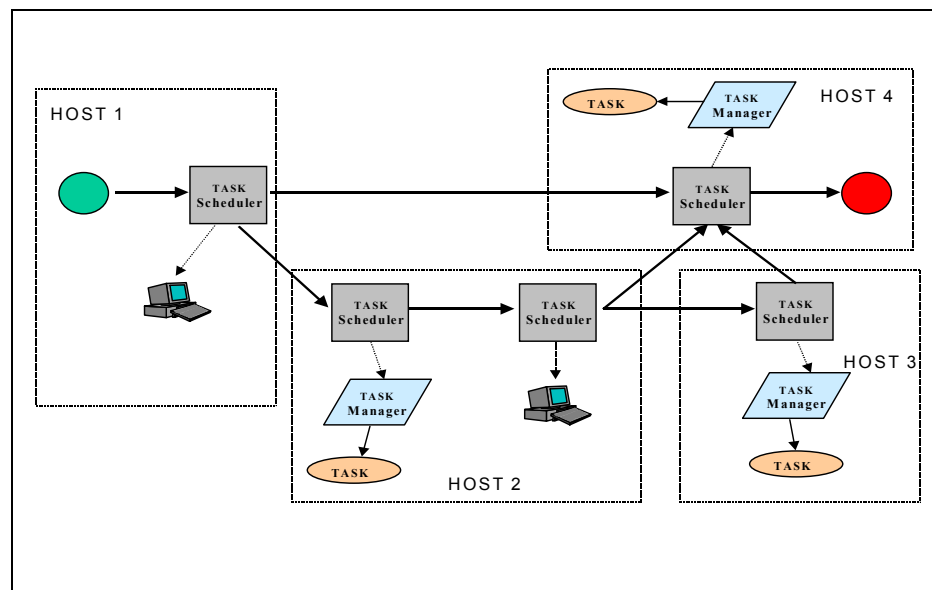 HOST 1
TASK
Scheduler
HOST 4
TASK
TASK
Manager
TASK
Scheduler
TASK
Scheduler
TASK
Scheduler
TASK
Manager
TASK
HOST 2
TASK
Scheduler
HOST 3
TASK
Manager
TASK